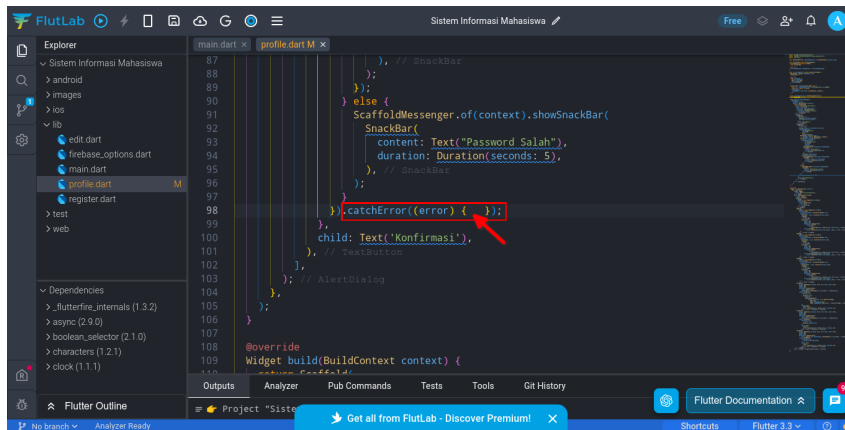 FlutLab
Sistem Informasi Mahasiswa
Free
A
Explorer
main.dart ×
profile.dart M ×
Sistem Informasi Mahasiswa
android
images
ios
lib
edit.dart
firebase_options.dart
main.dart
profile.dart M
register.dart
test
web
Dependencies
_flutterfire_internals (1.3.2)
async (2.9.0)
boolean_selector (2.1.0)
characters (1.2.1)
clock (1.1.1)
Flutter Outline
87 ), // SnackBar
88 );
89 });
90 } else {
91 ScaffoldMessenger.of(context).showSnackBar(
92 SnackBar(
93 content: Text("Password Salah"),
94 duration: Duration(seconds: 5),
95 ), // SnackBar
96 );
97 }
98 }).catchError((error) { });
99 },
100 child: Text('Konfirmasi'),
101 ), // TextButton
102 ],
103 ); // AlertDialog
104 },
105 );
106 }
107
108 @override
109 Widget build(BuildContext context) {
110 return Scaffold(
Outputs Analyzer Pub Commands Tests Tools Git History
Project "Siste
Get all from FlutLab - Discover Premium! X
Flutter Documentation
No branch Analyzer Ready
Shortcuts Flutter 3.3